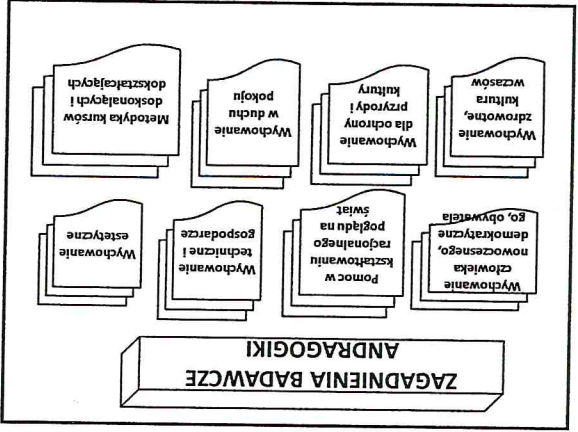 ZAGADNIENIA BADAWCZE
ANDRAGOGIKI
Wychowanie
człowieka
nowoczesnego,
demokratyczne
go, obywatela
Pomoc w
kształtowaniu
racjonalnego
poglądu na
świat
Wychowanie
techniczne i
gospodarze
Wychowanie
estetyczne
Wychowanie
zdrowotne,
kultura
wczasów
Wychowanie
dla ochrony
przyrody i
kultury
Wychowanie
w duchu
pokoju
Metodyka kursów
doskonalących i
dokształcających